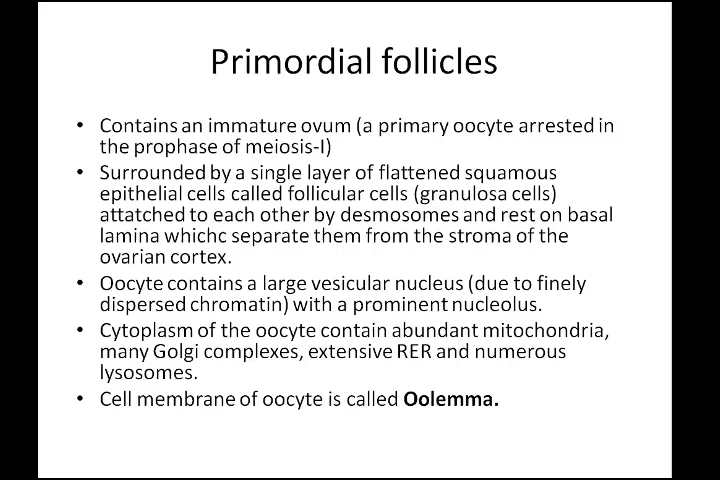 Primordial follicles
• Contains an immature ovum (a primary oocyte arrested in
the prophase of meiosis-I)
• Surrounded by a single layer of flattened squamous
epithelial cells called follicular cells (granulosa cells)
attatched to each other by desmosomes and rest on basal
lamina whichc separate them from the stroma of the
ovarian cortex.
• Oocyte contains a large vesicular nucleus (due to finely
dispersed chromatin) with a prominent nucleolus.
• Cytoplasm of the oocyte contain abundant mitochondria,
many Golgi complexes, extensive RER and numerous
lysosomes.
• Cell membrane of oocyte is called Oolemma.